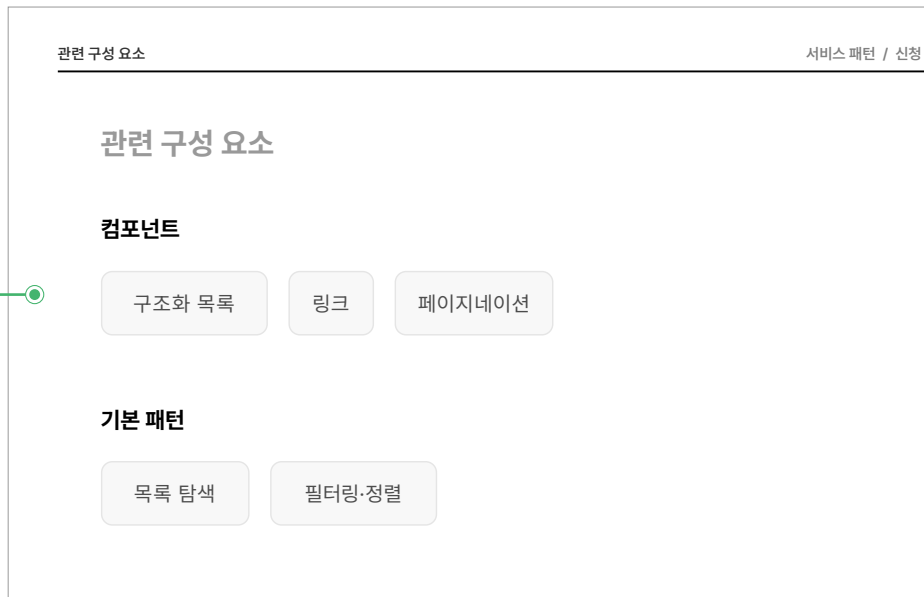 관련 구성 요소
서비스 패턴 / 신청
관련 구성 요소
컴포넌트
구조화 목록
링크
페이지네이션
기본 패턴
목록 탐색
필터링·정렬